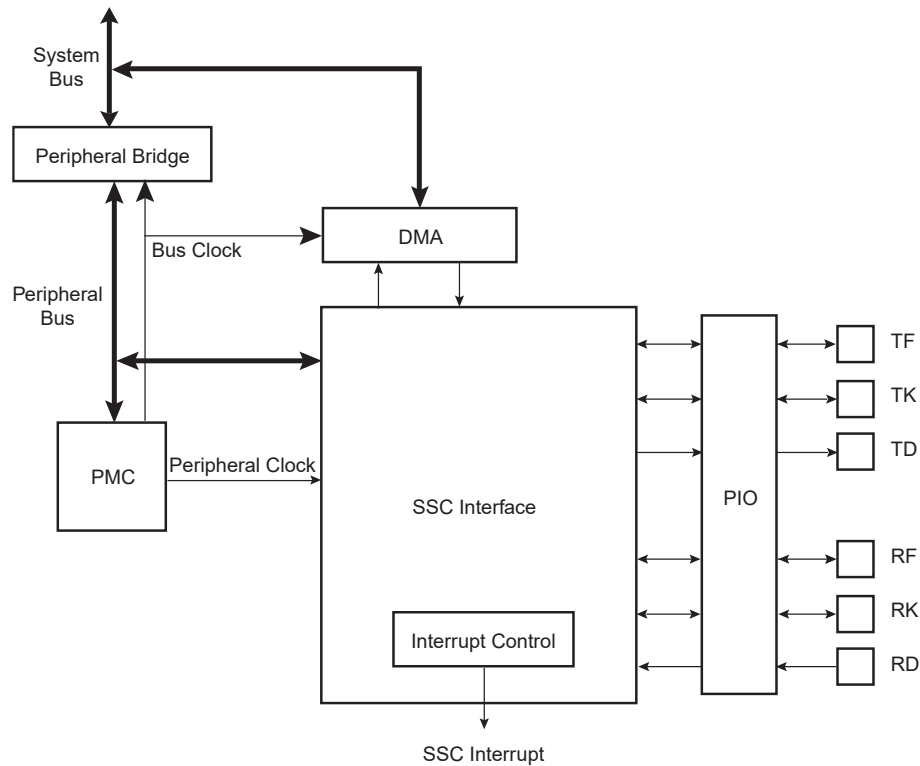 System
Bus
Peripheral Bridge
DMA
Bus Clock
Peripheral
Bus
TF
TK
TD
PMC
Peripheral Clock
SSC Interface
PIO
RF
RK
RD
Interrupt Control
SSC Interrupt